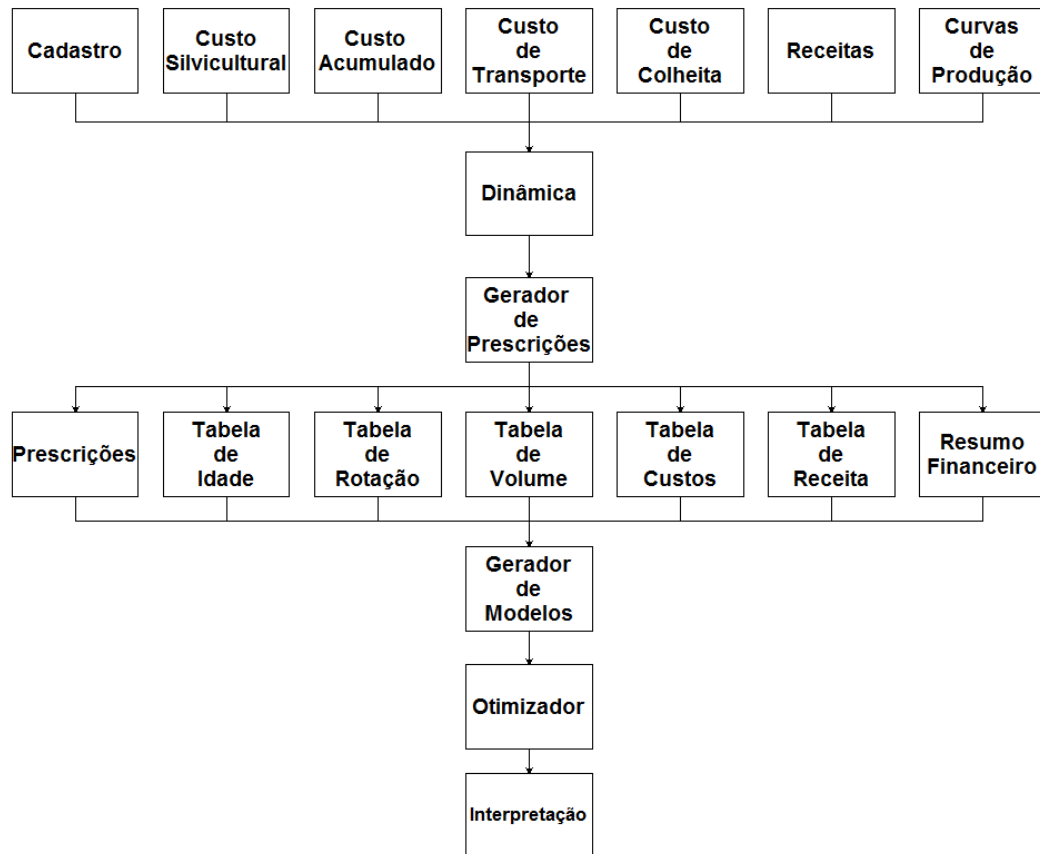 Cadastro
Custo
Silvicultural
Custo
Acumulado
Custo
de
Transporte
Custo
de
Colheita
Receitas
Curvas
de
Produção
Dinâmica
Gerador
de
Prescrições
Prescrições
Tabela
de
Idade
Tabela
de
Rotação
Tabela
de
Volume
Tabela
de
Custos
Tabela
de
Receita
Resumo
Financeiro
Gerador
de
Modelos
Otimizador
Interpretação